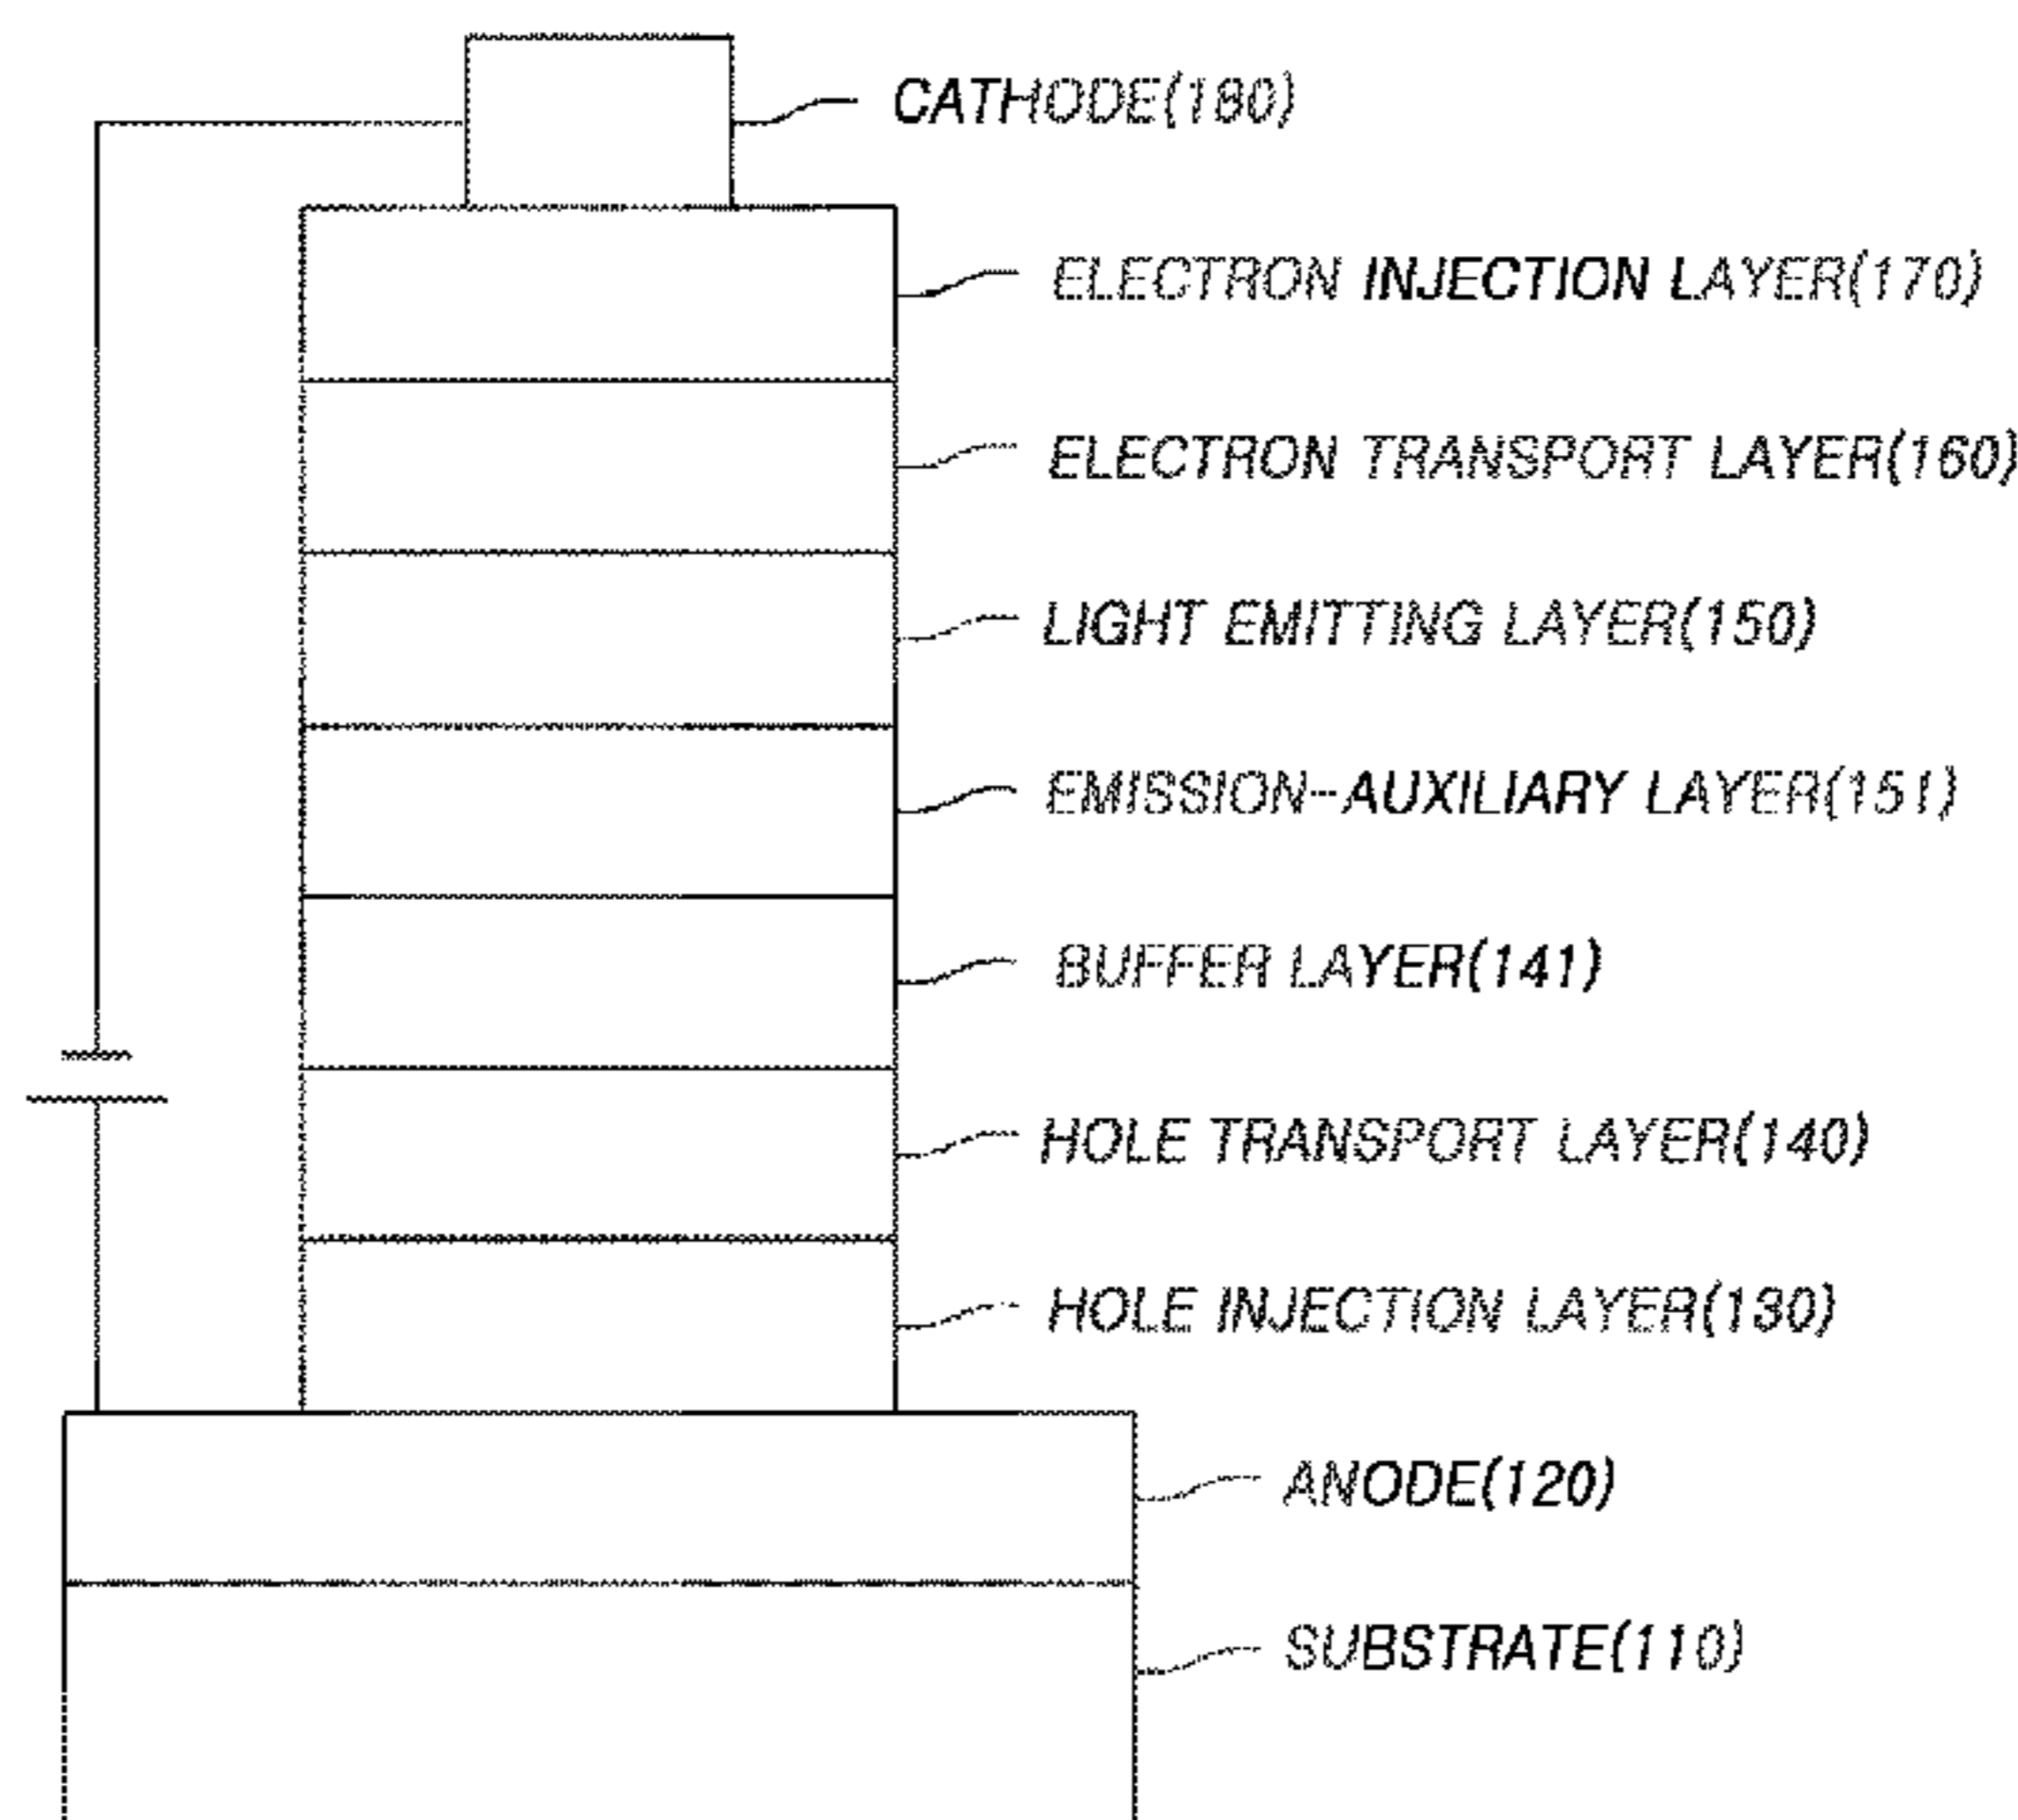 CATHODE(180)
ELECTRON INJECTION LAYER(170)
ELECTRON TRANSPORT LAYER(160)
LIGHT EMITTING LAYER(150)
EMISSION-AUXILIARY LAYER(151)
BUFFER LAYER(141)
HOLE TRANSPORT LAYER(140)
HOLE INJECTION LAYER(130)
ANODE(120)
SUBSTRATE(110)